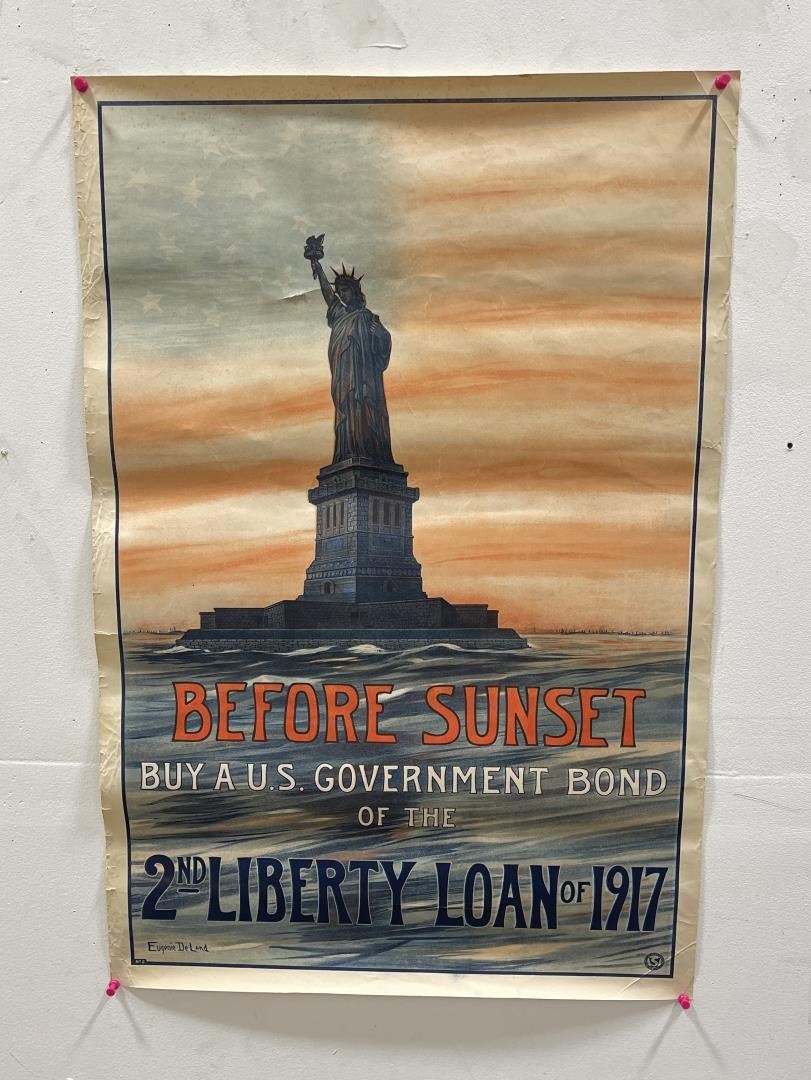 BEFORE SUNSET
BUY A U.S. GOVERNMENT BOND
OF THE
2ND LIBERTY LOAN OF 1917
Eugenie De Land